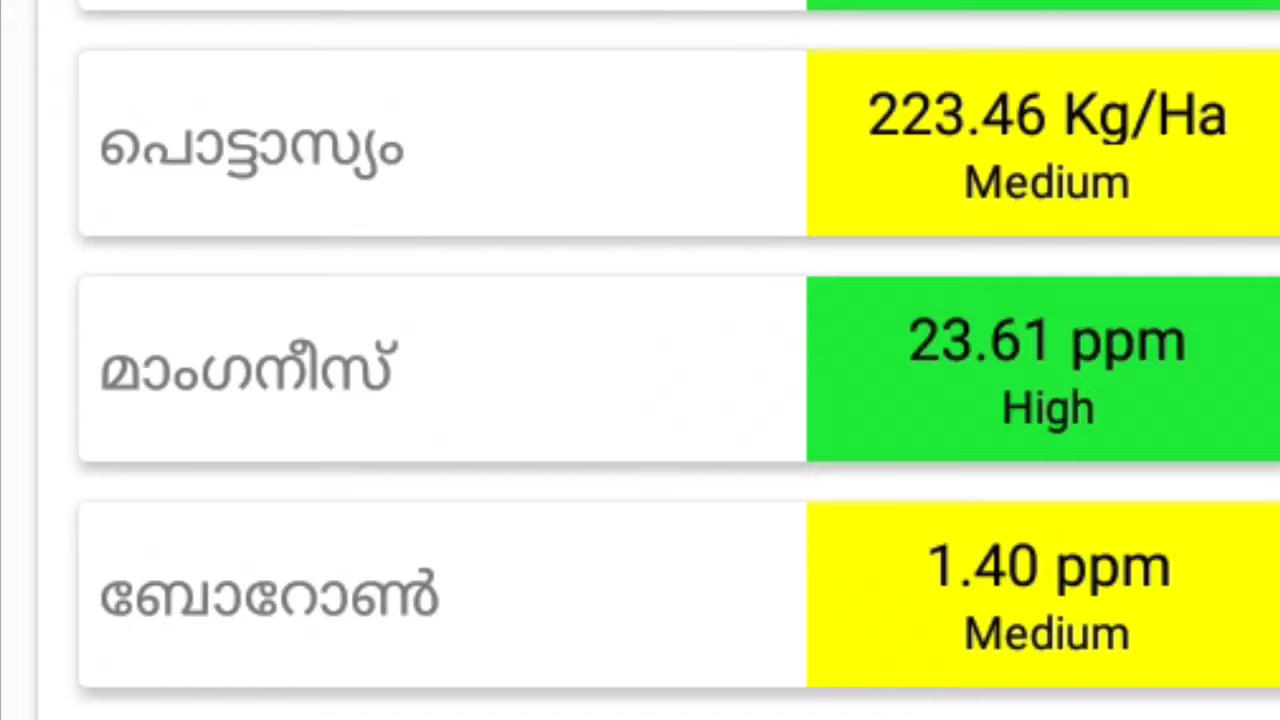 പൊട്ടാസ്യം
223.46 Kg/Ha
Medium
മാംഗനീസ്
23.61 ppm
High
ബോറോൺ
1.40 ppm
Medium